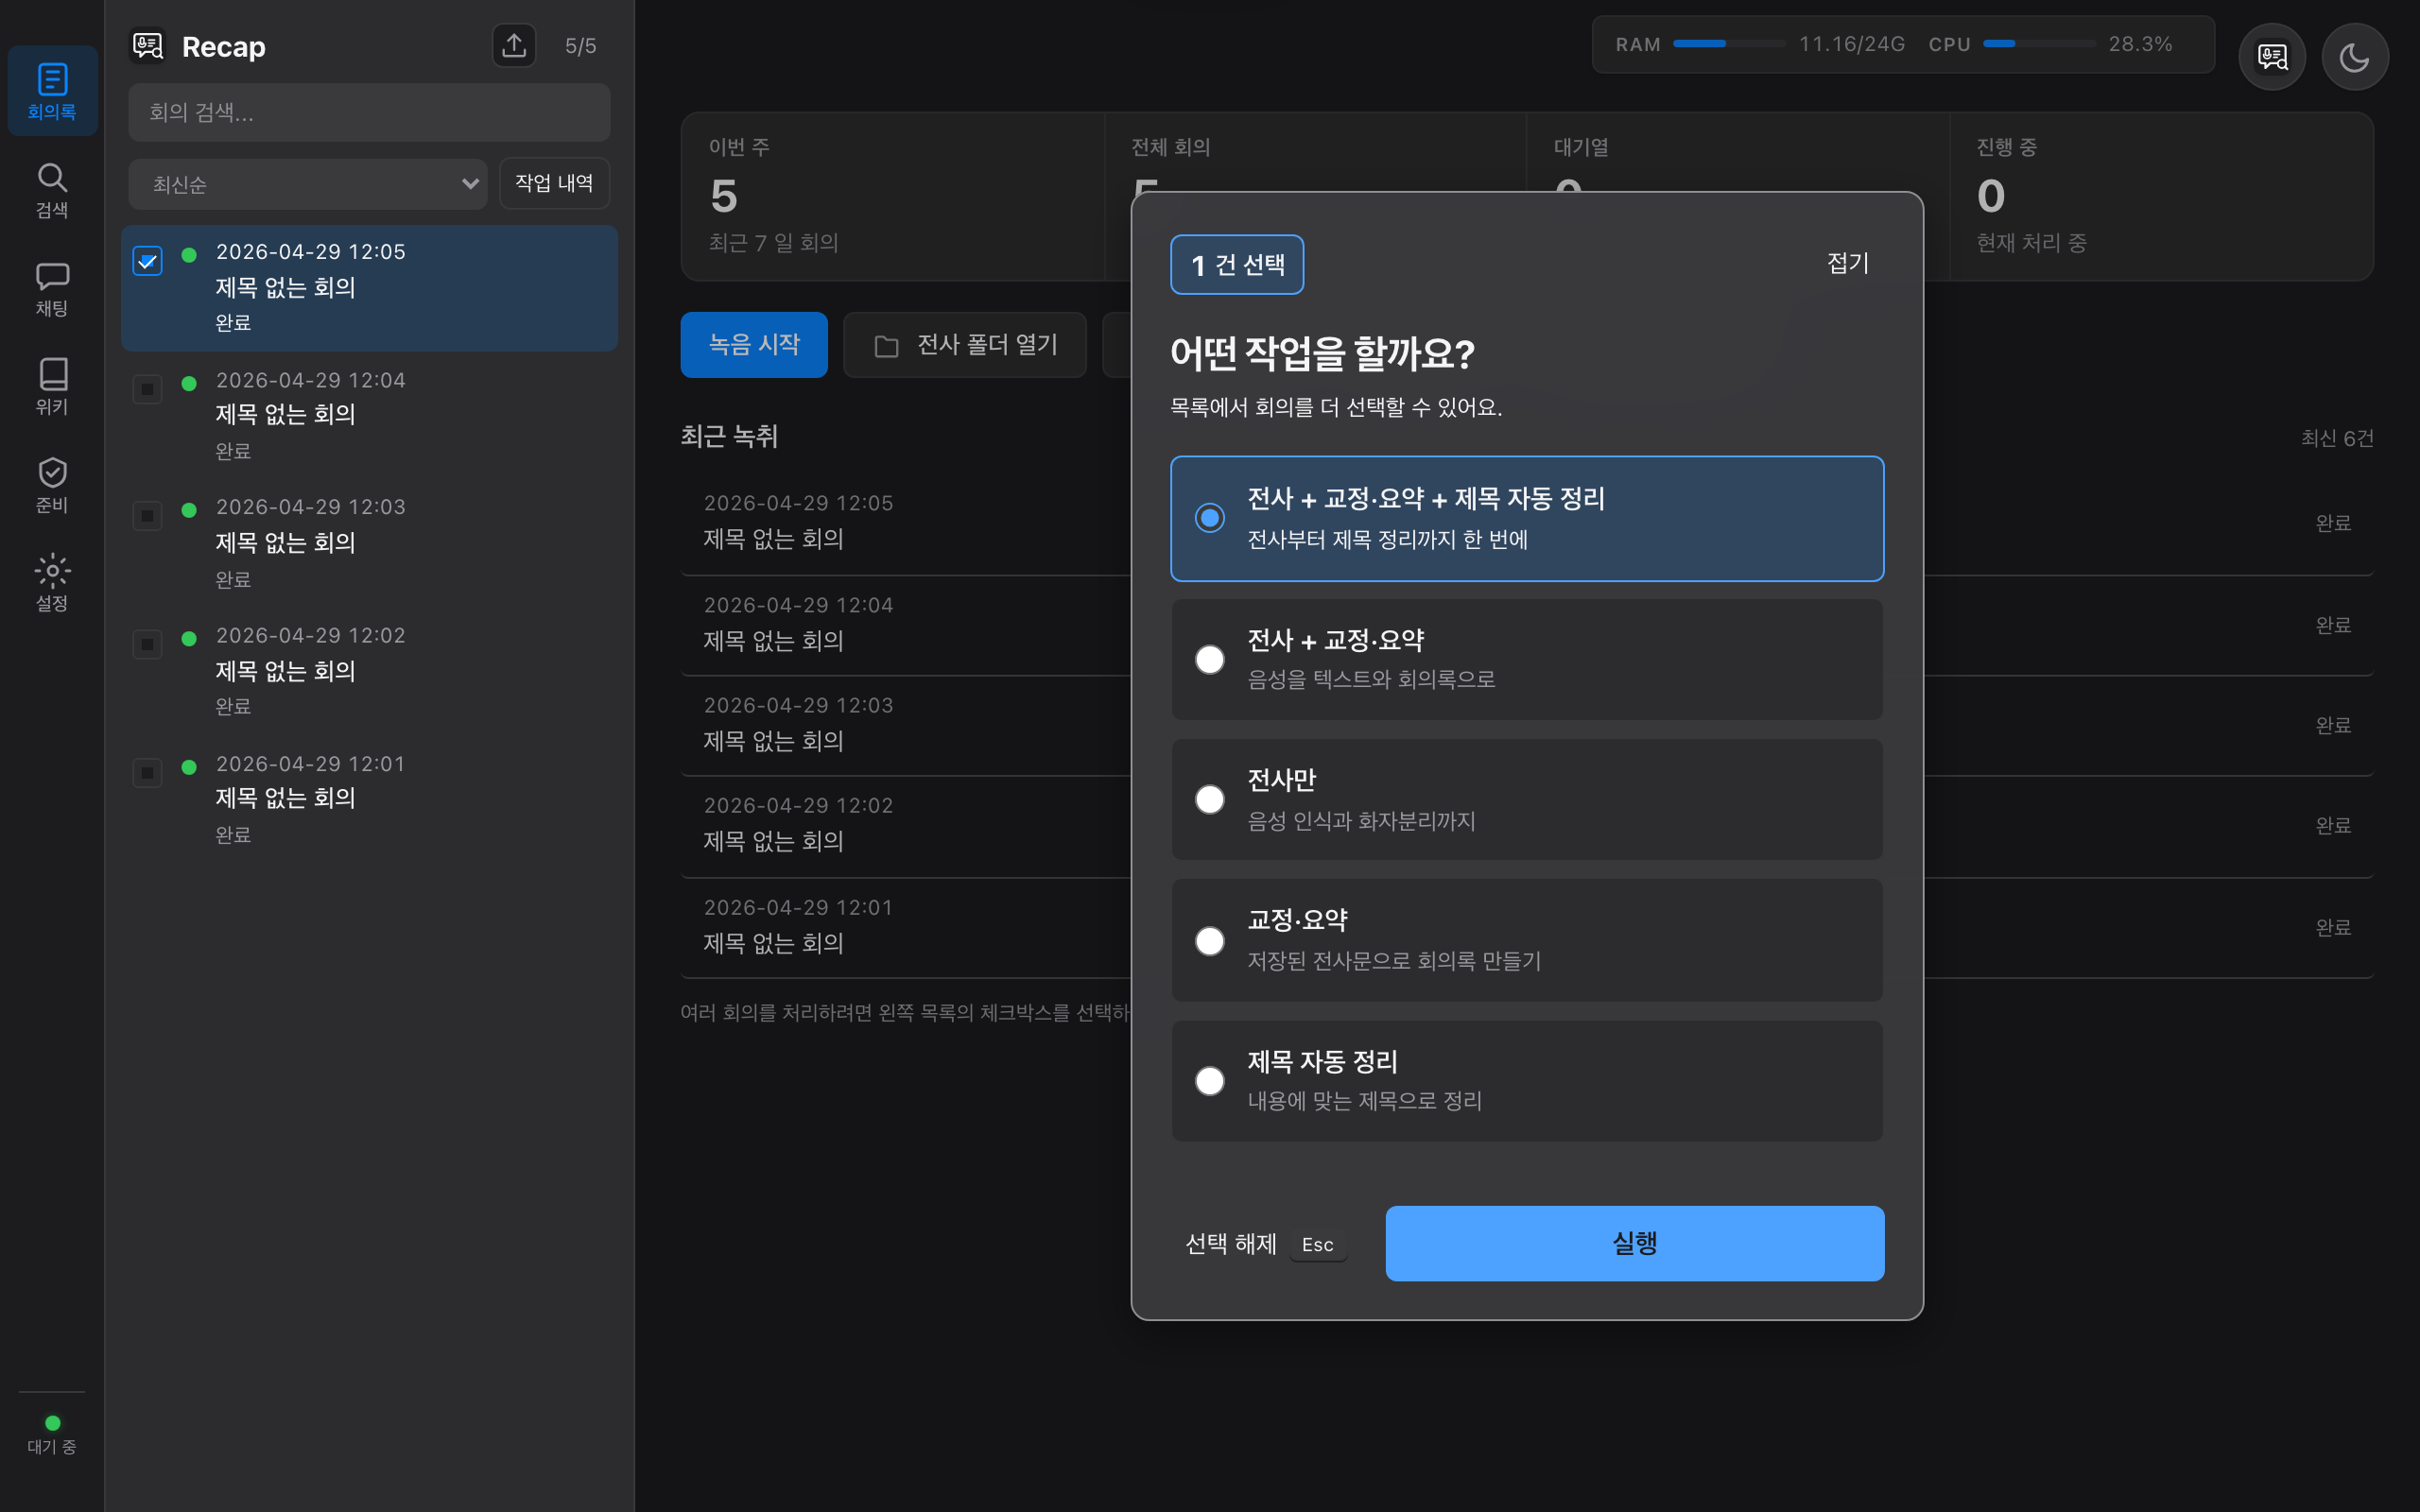 회의록
검색
채팅
위키
준비
설정
대기 중
Recap
5/5
회의 검색...
최신순
작업 내역
2026-04-29 12:05
제목 없는 회의
완료
2026-04-29 12:04
제목 없는 회의
완료
2026-04-29 12:03
제목 없는 회의
완료
2026-04-29 12:02
제목 없는 회의
완료
2026-04-29 12:01
제목 없는 회의
완료
RAM 11.16/24G CPU 28.3%
이번 주
5
최근 7 일 회의
전체 회의
5
대기열
0
진행 중
0
현재 처리 중
녹음 시작
전사 폴더 열기
최근 녹취
최신 6건
2026-04-29 12:05
제목 없는 회의
완료
2026-04-29 12:04
제목 없는 회의
완료
2026-04-29 12:03
제목 없는 회의
완료
2026-04-29 12:02
제목 없는 회의
완료
2026-04-29 12:01
제목 없는 회의
완료
여러 회의를 처리하려면 왼쪽 목록의 체크박스를 선택하
1 건 선택
접기
어떤 작업을 할까요?
목록에서 회의를 더 선택할 수 있어요.
전사 + 교정·요약 + 제목 자동 정리
전사부터 제목 정리까지 한 번에
전사 + 교정·요약
음성을 텍스트와 회의록으로
전사만
음성 인식과 화자분리까지
교정·요약
저장된 전사문으로 회의록 만들기
제목 자동 정리
내용에 맞는 제목으로 정리
선택 해제 Esc
실행